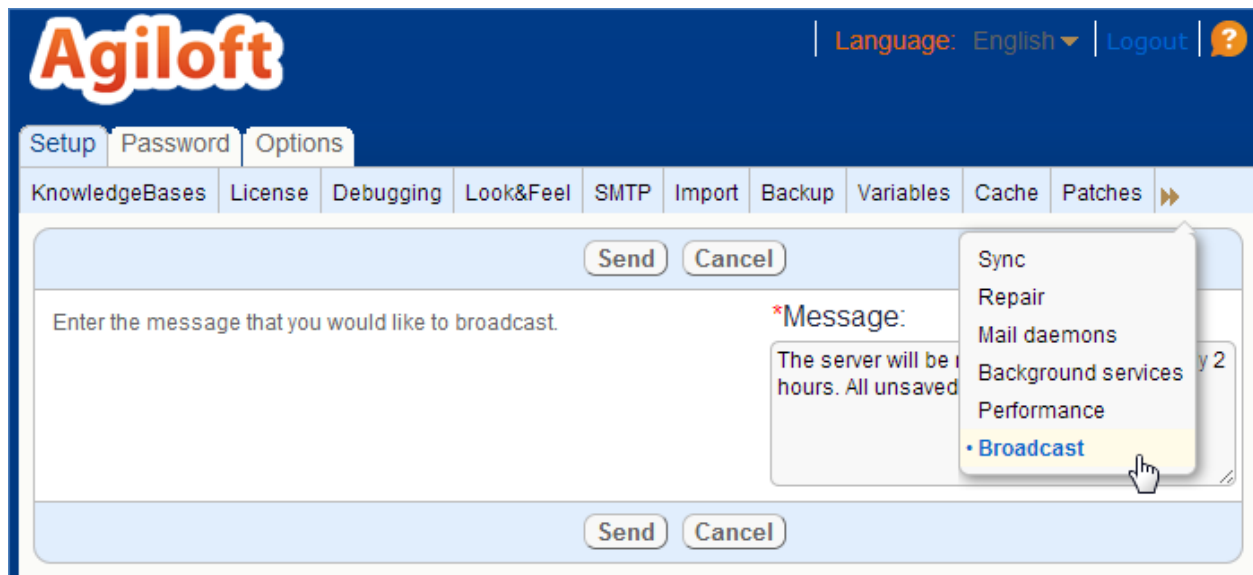 Agiloft
Language: English Logout ?
Setup Password Options
KnowledgeBases License Debugging Look&Feel SMTP Import Backup Variables Cache Patches
Send Cancel
Enter the message that you would like to broadcast.
*Message:
The server will be
2
hours. All unsaved
Sync
Repair
Mail daemons
Background services
Performance
• Broadcast
Send Cancel